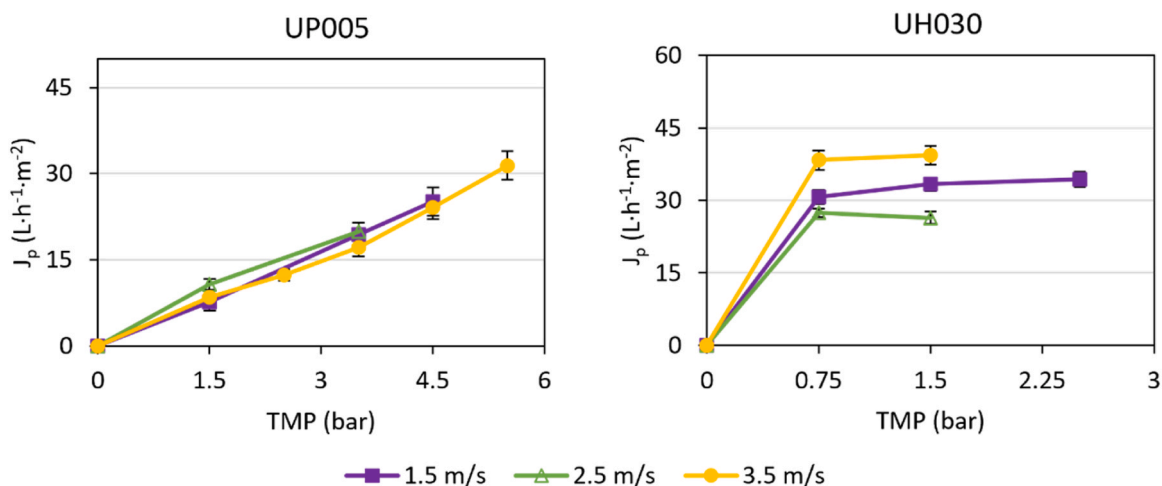 UP005
45
30
15
0
Jp (L·h⁻¹·m⁻²)
0 1.5 3 4.5 6
TMP (bar)
UH030
60
45
30
15
0
Jp (L·h⁻¹·m⁻²)
0 0.75 1.5 2.25 3
TMP (bar)
1.5 m/s 2.5 m/s 3.5 m/s